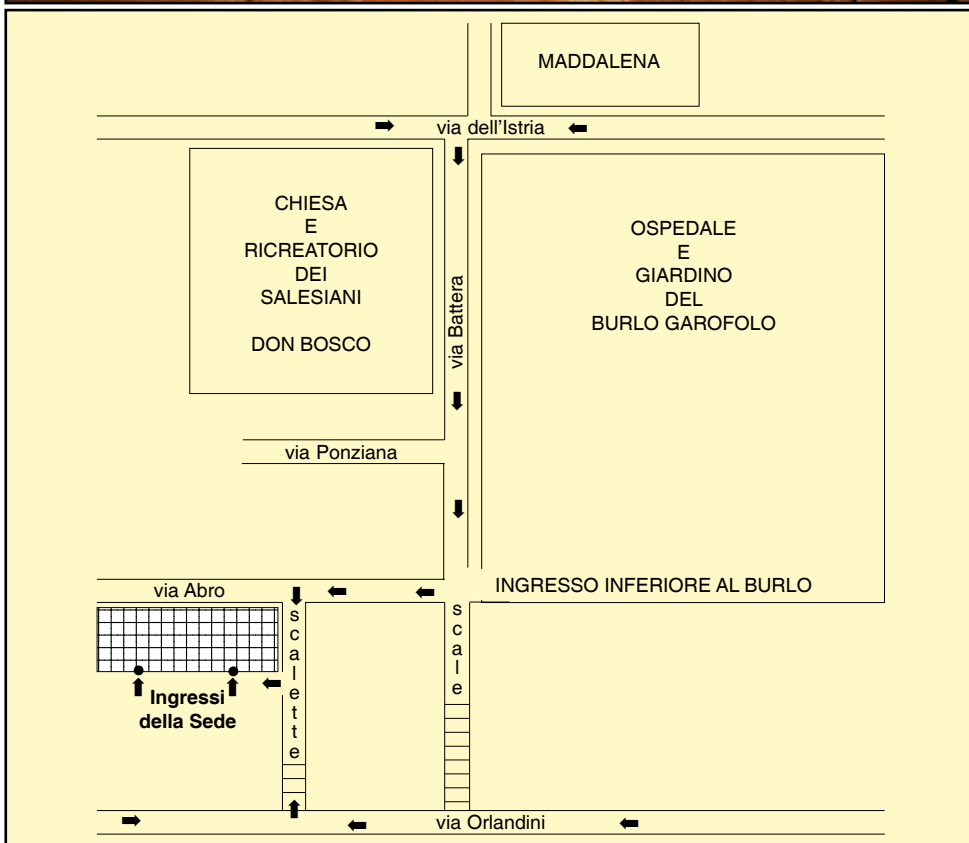 MADDALENA
via dell'Istria
CHIESA
E
RICREATORIO
DEI
SALESIANI
DON BOSCO
via Battera
OSPEDALE
E
GIARDINO
DEL
BURLO GAROFOLO
via Ponziana
via Abro
INGRESSO INFERIORE AL BURLO
scalette
scale
Ingressi
della Sede
via Orlandini